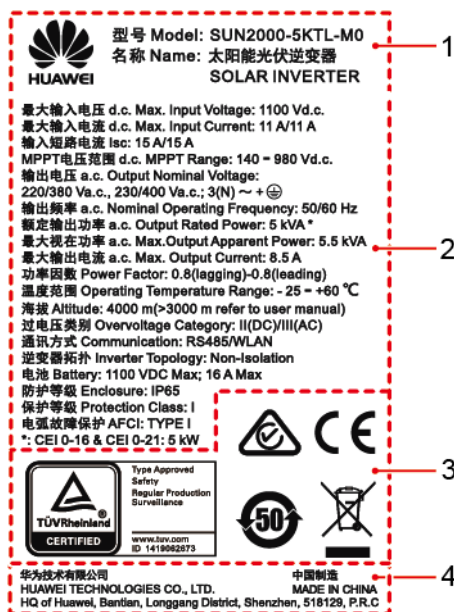 HUAWEI
型号 Model: SUN2000-5KTL-M0
名称 Name: 太阳能光伏逆变器
SOLAR INVERTER
1
最大输入电压 d.c. Max. Input Voltage: 1100 Vd.c.
最大输入电流 d.c. Max. Input Current: 11 A/11 A
输入短路电流 Isc: 15 A/15 A
MPPT电压范围 d.c. MPPT Range: 140 - 980 Vd.c.
输出电压 a.c. Output Nominal Voltage:
220/380 Va.c., 230/400 Va.c.; 3(N) ~ +
输出频率 a.c. Nominal Operating Frequency: 50/60 Hz
额定输出功率 a.c. Output Rated Power: 5 kVA *
最大视在功率 a.c. Max.Output Apparent Power: 5.5 kVA
最大输出电流 a.c. Max. Output Current: 8.5 A
功率因数 Power Factor: 0.8(lagging)-0.8(leading)
温度范围 Operating Temperature Range: - 25 - +60 ℃
海拔 Altitude: 4000 m(>3000 m refer to user manual)
过电压类别 Overvoltage Category: II(DC)/III(AC)
通讯方式 Communication: RS485/WLAN
逆变器拓扑 Inverter Topology: Non-Isolation
电池 Battery: 1100 VDC Max; 16 A Max
防护等级 Enclosure: IP65
保护等级 Protection Class: I
电弧故障保护 AFCI: TYPE I
*: CEI 0-16 & CEI 0-21: 5 kW
2
CE
TÜVRheinland
CERTIFIED
Type Approved
Safety
Regular Production
Surveillance
www.tuv.com
ID 1419062873
50
3
华为技术有限公司 中国制造
HUAWEI TECHNOLOGIES CO., LTD. MADE IN CHINA
HQ of Huawei, Bantian, Longgang District, Shenzhen, 518129, P.R.C
4